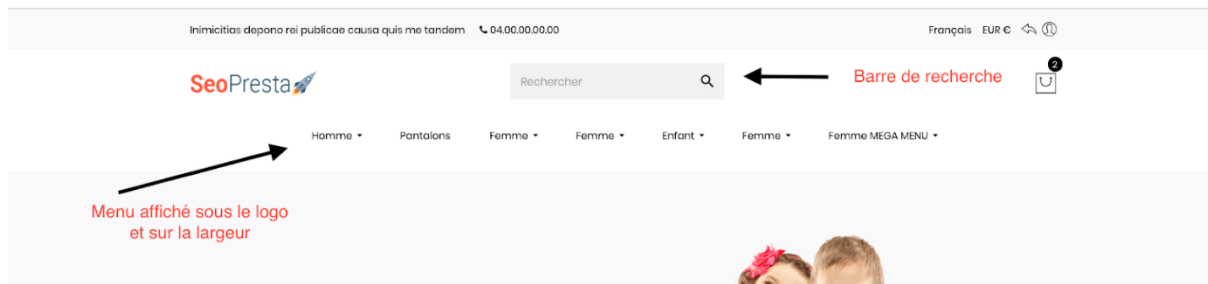 Inimicitias depono rei publicae causa quis me tandem 04.00.00.00.00 Français EUR €
SeoPresta Rechercher Barre de recherche 2
Homme Pantalons Femme Femme Enfant Femme Femme MEGA MENU
Menu affiché sous le logo
et sur la largeur